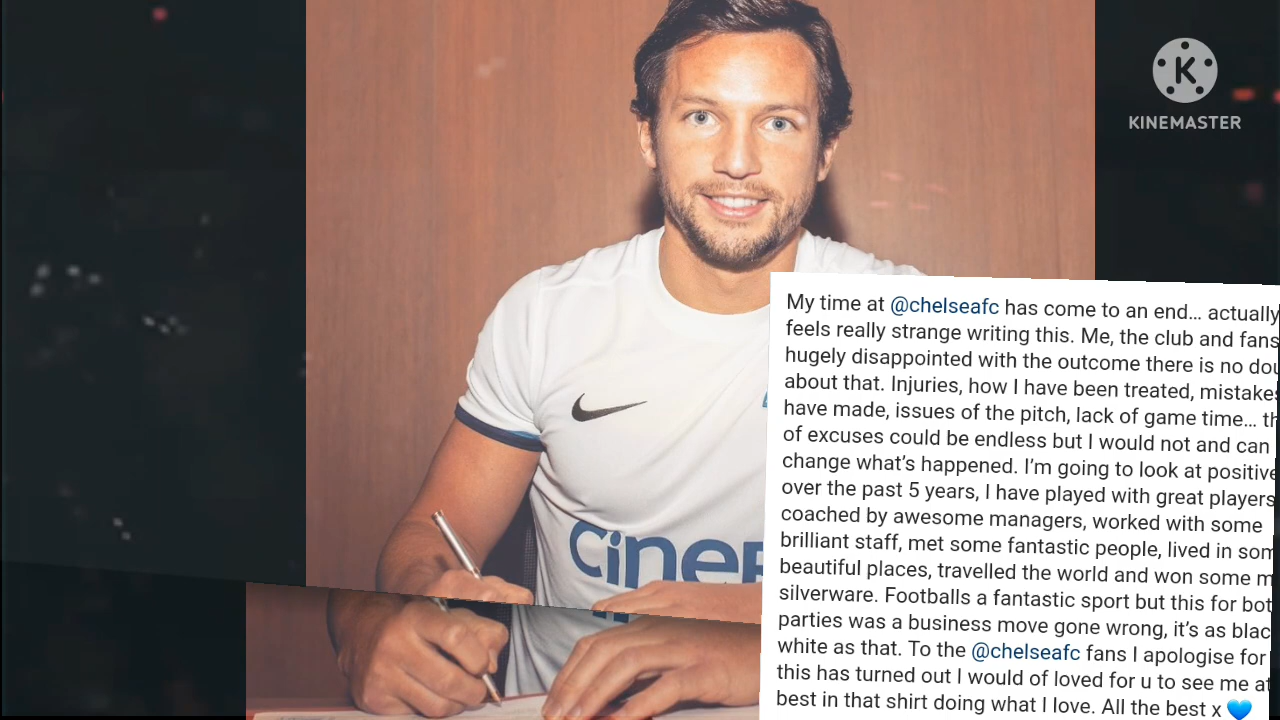 KINEMASTER
My time at @chelseafc has come to an end… actually
feels really strange writing this. Me, the club and fans
hugely disappointed with the outcome there is no
about that. Injuries, how I have been treated,
have made, issues of the pitch, lack of game time…
of excuses could be endless but I would not and can
change what's happened. I'm going to look at
over the past 5 years, I have played with great players
coached by awesome managers, worked with some
brilliant staff, met some fantastic people, lived in
beautiful places, travelled the world and won some
silverware. Footballs a fantastic sport but this for
parties was a business move gone wrong, it's as
white as that. To the @chelseafc fans I apologise for
this has turned out I would of loved for u to see me at
best in that shirt doing what I love. All the best x 💙